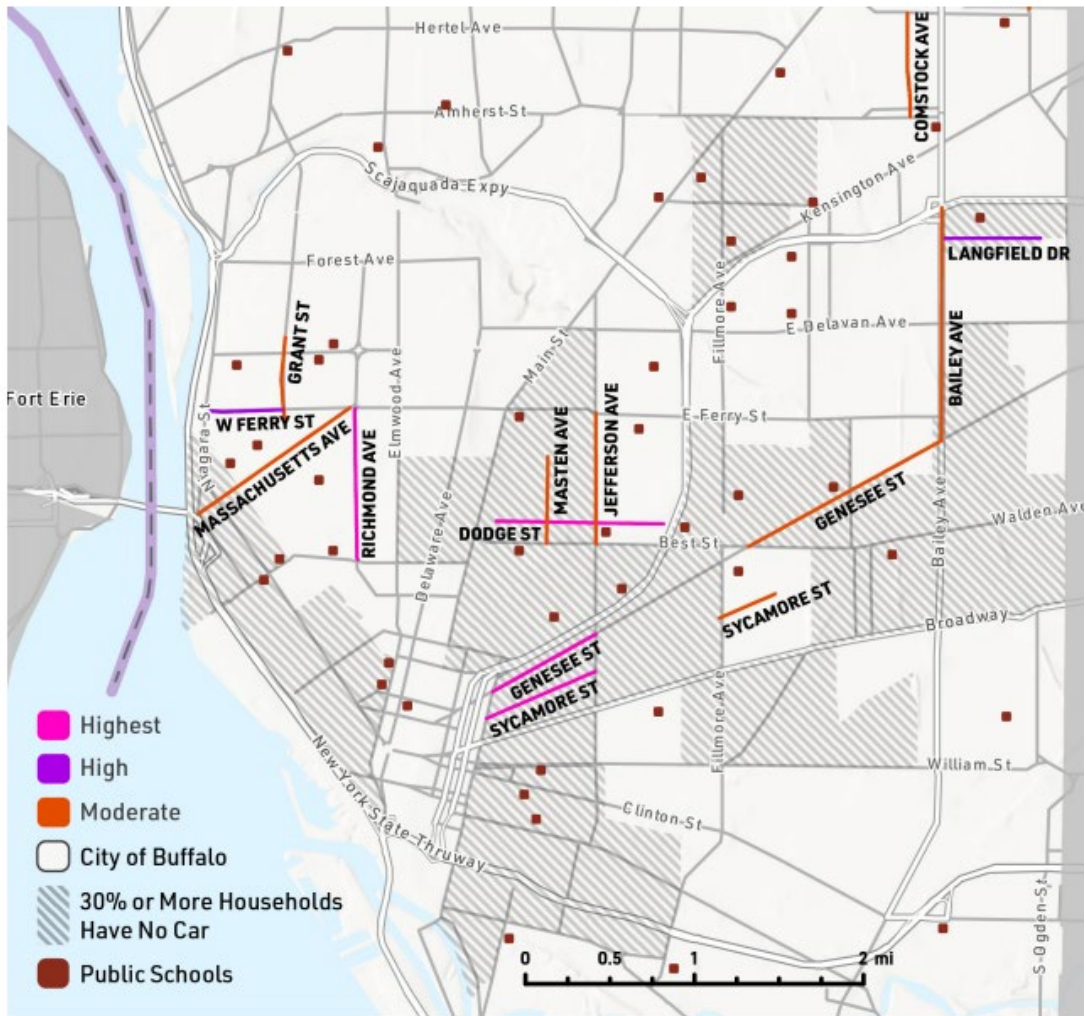 Hertel Ave
COMSTOCK AVE
Amherst St
Scajaquada Expy
Kensington Ave
Forest Ave
LANGFIELD DR
GRANT ST
Main St
Fillmore Ave
E Delavan Ave
BAILEY AVE
Fort Erie
Niagara St
W FERRY ST
MASSACHUSETTS AVE
RICHMOND AVE
Elmwood Ave
MASTEN AVE
JEFFERSON AVE
E Ferry St
GENESEE ST
Delaware Ave
DODGE ST
Best St
Bailey Ave
Walden Ave
SYCAMORE ST
Broadway
GENESEE ST
SYCAMORE ST
Fillmore Ave
William St
Clinton St
New York State Thruway
S Ogden St
Highest
High
Moderate
City of Buffalo
30% or More Households
Have No Car
Public Schools
0 0.5 1 2 mi